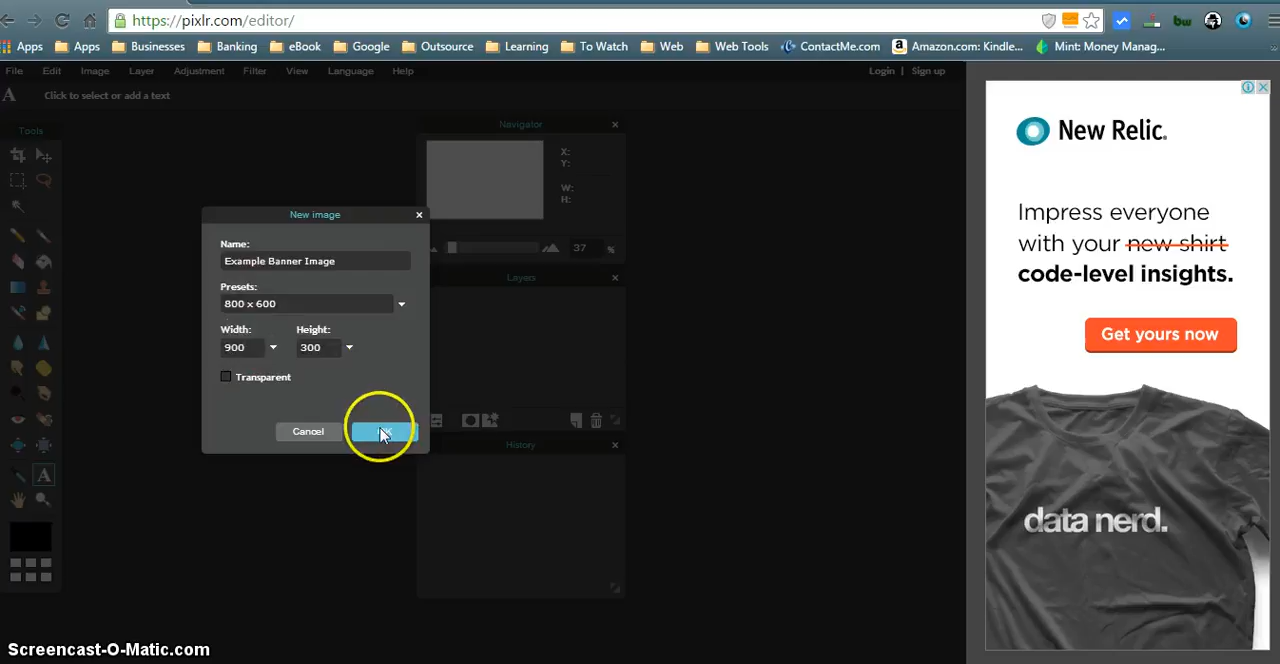 https://pixlr.com/editor/
Apps Apps Businesses Banking eBook Google Outsource Learning To Watch Web Web Tools ContactMe.com Amazon.com: Kindle... Mint: Money Manag...
File Edit Image Layer Adjustment Filter View Language Help Login | Sign up
A Click to select or add a text
Tools
Navigator
X:
Y:
W:
H:
37 %
New image
Name:
Example Banner Image
Presets:
800 x 600
Width: Height:
900 300
Transparent
Cancel
Layers
History
A
New Relic.
Impress everyone
with your new shirt
code-level insights.
Get yours now
data nerd.
Screencast-O-Matic.com